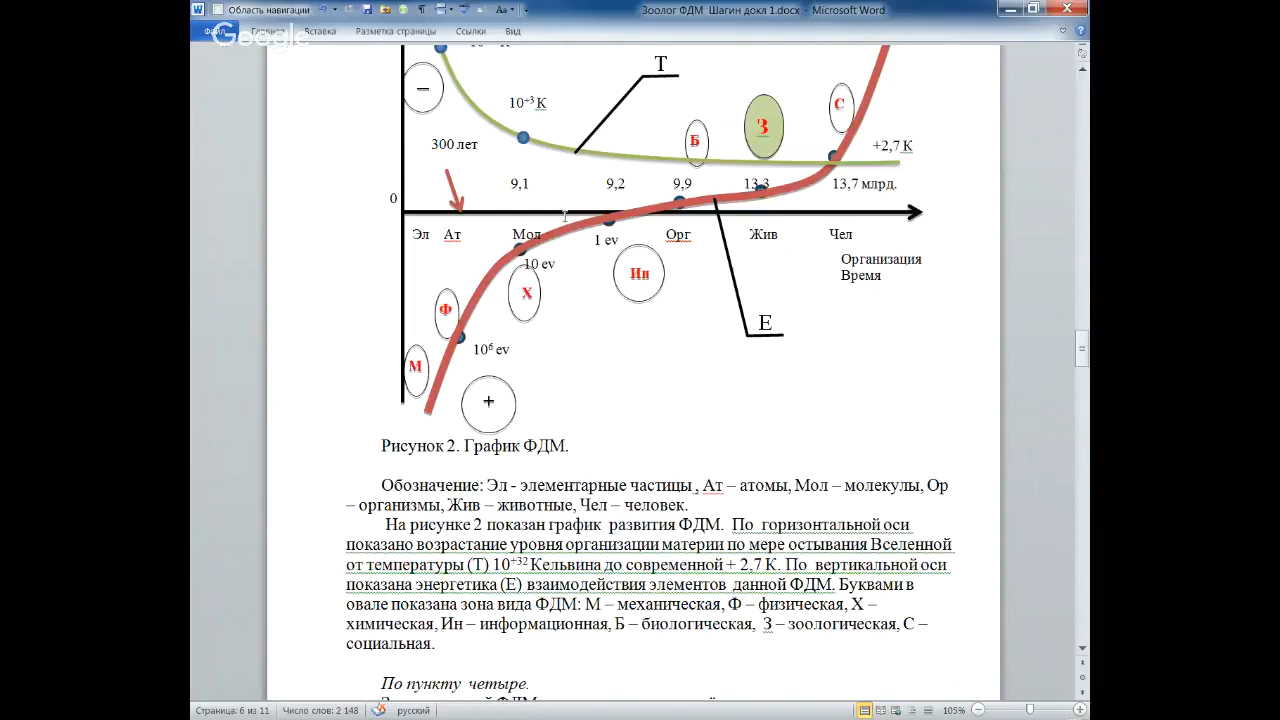 Область навигации
Зоолог ФДМ Шагин докл 1.docx - Microsoft Word
Файл Главная Вставка Разметка страницы Ссылки Вид
Google
T
–
10+3 К
С
З
Б
300 лет
+2,7 К
9,1 9,2 9,9 13,3 13,7 млрд.
0
Эл Ат Мол Орг Жив Чел
1 ev
10 ev
Организация
Время
Ин
Х
Ф
E
10⁶ ev
М
+
Рисунок 2. График ФДМ.
Обозначение: Эл - элементарные частицы , Ат – атомы, Мол – молекулы, Ор
– организмы, Жив – животные, Чел – человек.
На рисунке 2 показан график развития ФДМ. По горизонтальной оси
показано возрастание уровня организации материи по мере остывания Вселенной
от температуры (Т) 10+32 Кельвина до современной + 2,7 К. По вертикальной оси
показана энергетика (Е) взаимодействия элементов данной ФДМ. Буквами в
овале показана зона вида ФДМ: М – механическая, Ф – физическая, Х –
химическая, Ин – информационная, Б – биологическая, З – зоологическая, С –
социальная.
По пункту четыре.
Страница: 6 из 11 Число слов: 2 148 русский 105%